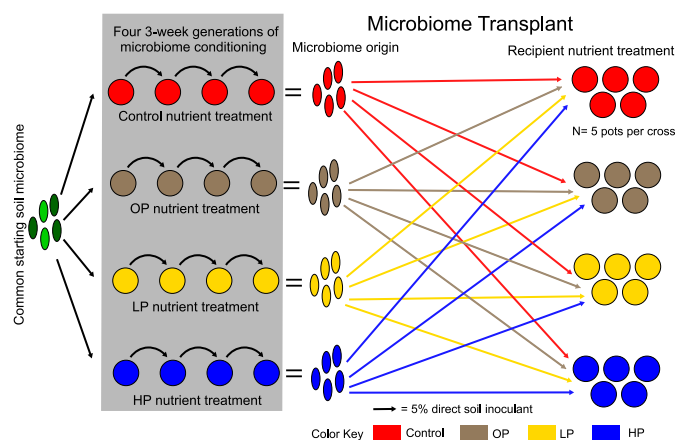 Microbiome Transplant
Four 3-week generations of
microbiome conditioning
Microbiome origin
Recipient nutrient treatment
Control nutrient treatment
=
N= 5 pots per cross
Common starting soil microbiome
OP nutrient treatment
=
LP nutrient treatment
=
HP nutrient treatment
=
= 5% direct soil inoculant
Color Key Control OP LP HP